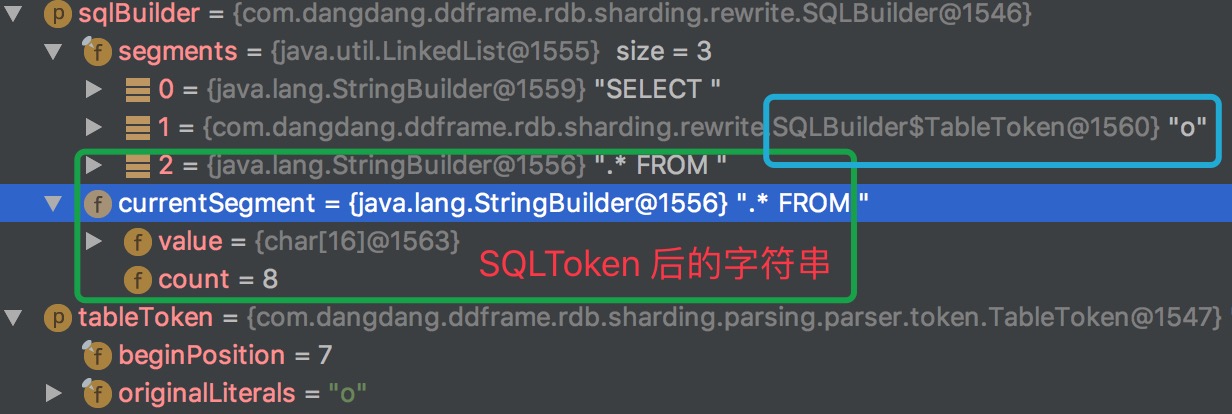 p sqlBuilder = {com.dangdang.ddframe.rdb.sharding.rewrite.SQLBuilder@1546}
f segments = {java.util.LinkedList@1555} size = 3
0 = {java.lang.StringBuilder@1559} "SELECT "
1 = {com.dangdang.ddframe.rdb.sharding.rewrite.SQLBuilder$TableToken@1560} "o"
2 = {java.lang.StringBuilder@1556} ".* FROM "
f currentSegment = {java.lang.StringBuilder@1556} ".* FROM "
f value = {char[16]@1563}
SQLToken 后的字符串
f count = 8
p tableToken = {com.dangdang.ddframe.rdb.sharding.parsing.parser.token.TableToken@1547}
f beginPosition = 7
f originalLiterals = "o"